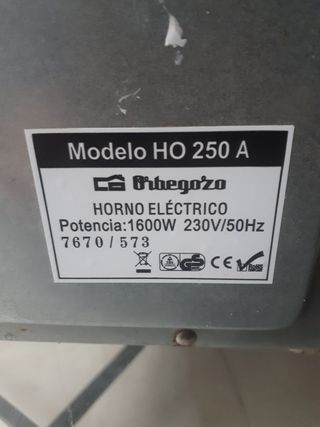 Modelo HO 250 A
Orbegozo
HORNO ELÉCTRICO
Potencia:1600W 230V/50Hz
7670/573
CE